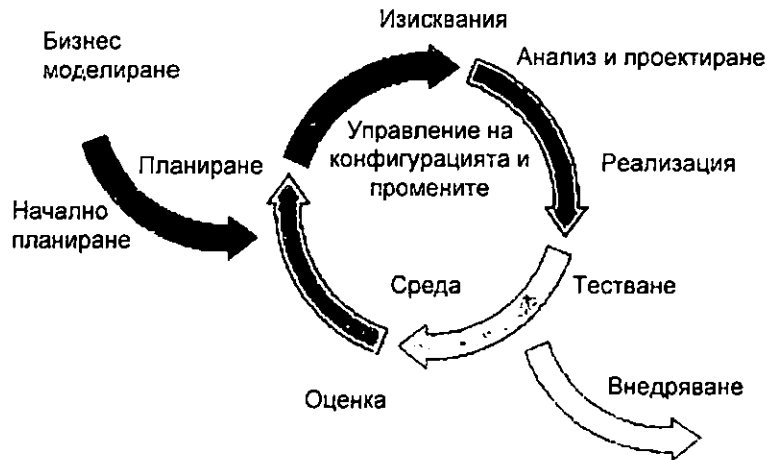 Изисквания
Бизнес
моделиране
Анализ и проектиране
Управление на
конфигурацията и
промените
Планиране
Реализация
Начално
планиране
Среда
Тестване
Оценка
Внедряване